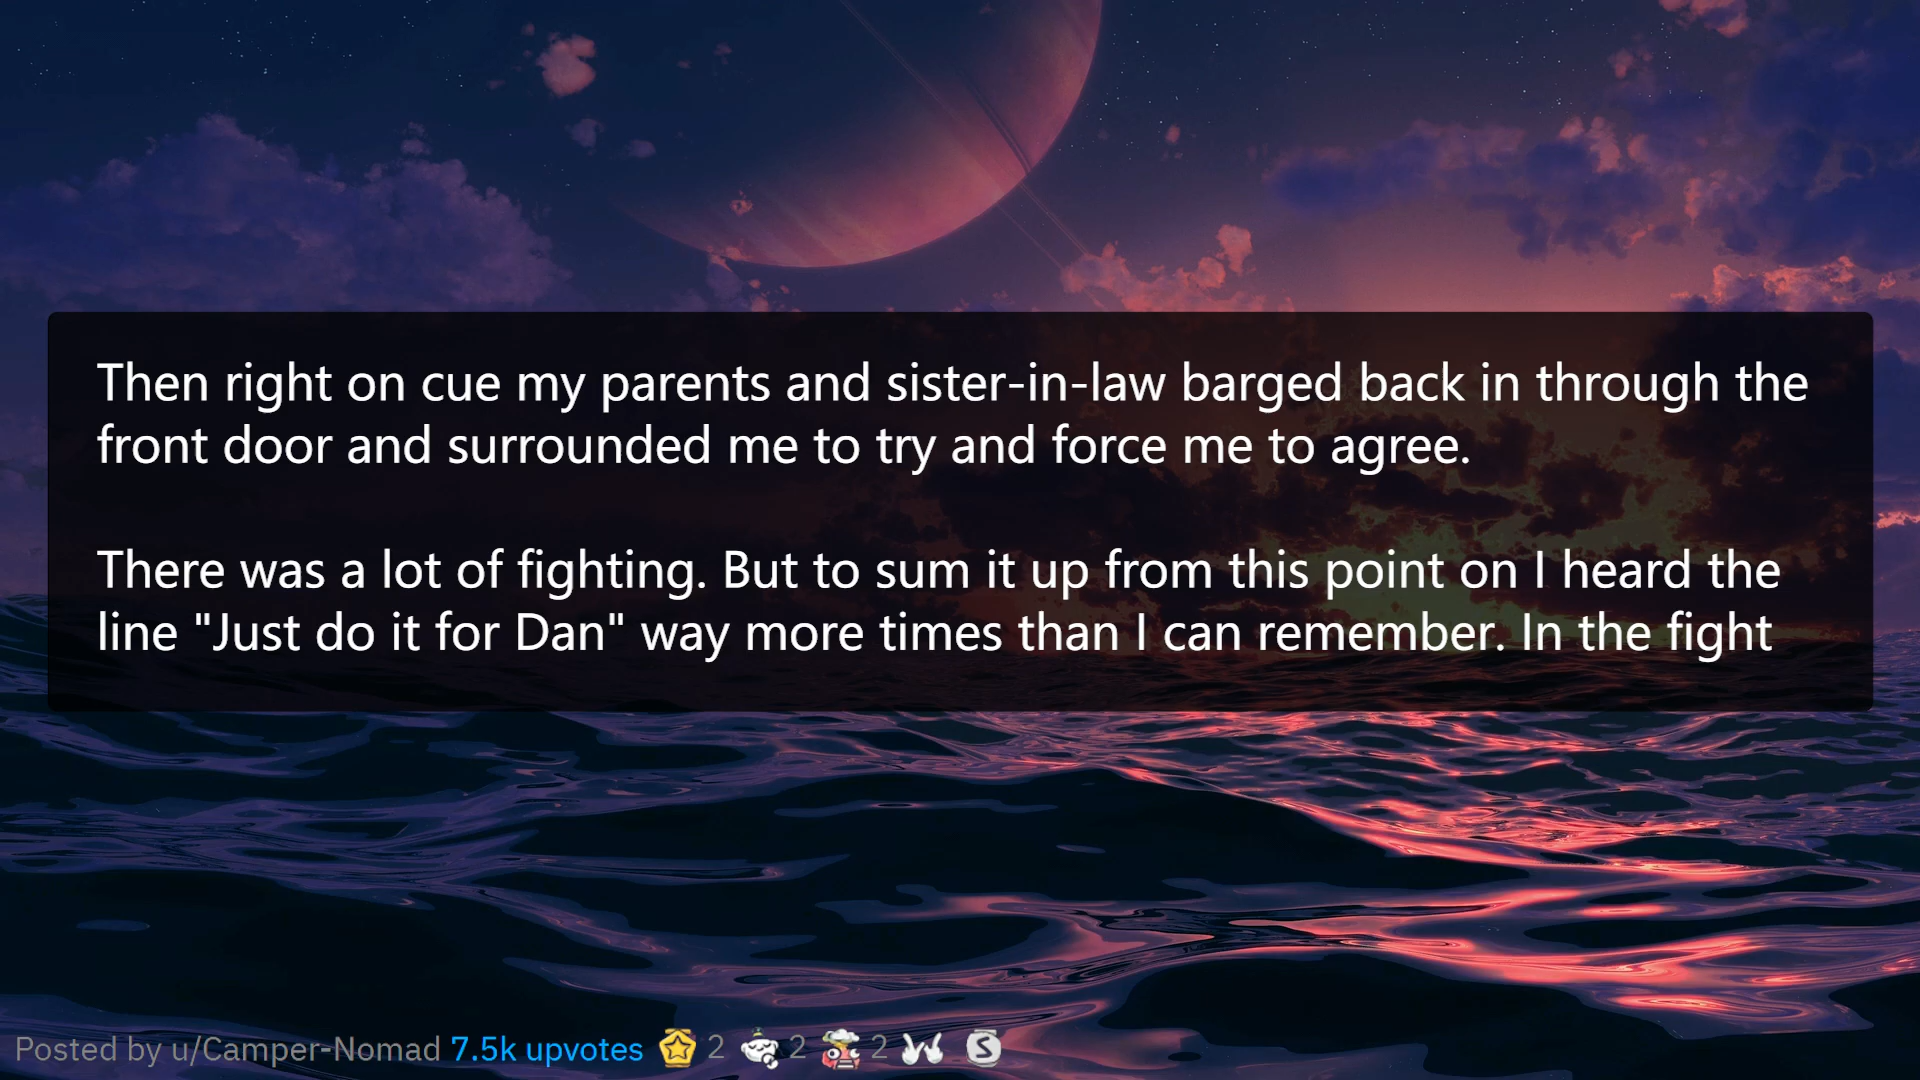 Then right on cue my parents and sister-in-law barged back in through the
front door and surrounded me to try and force me to agree.
There was a lot of fighting. But to sum it up from this point on I heard the
line "Just do it for Dan" way more times than I can remember. In the fight
Posted by u/Camper-Nomad 7.5k upvotes 2 2 2 S